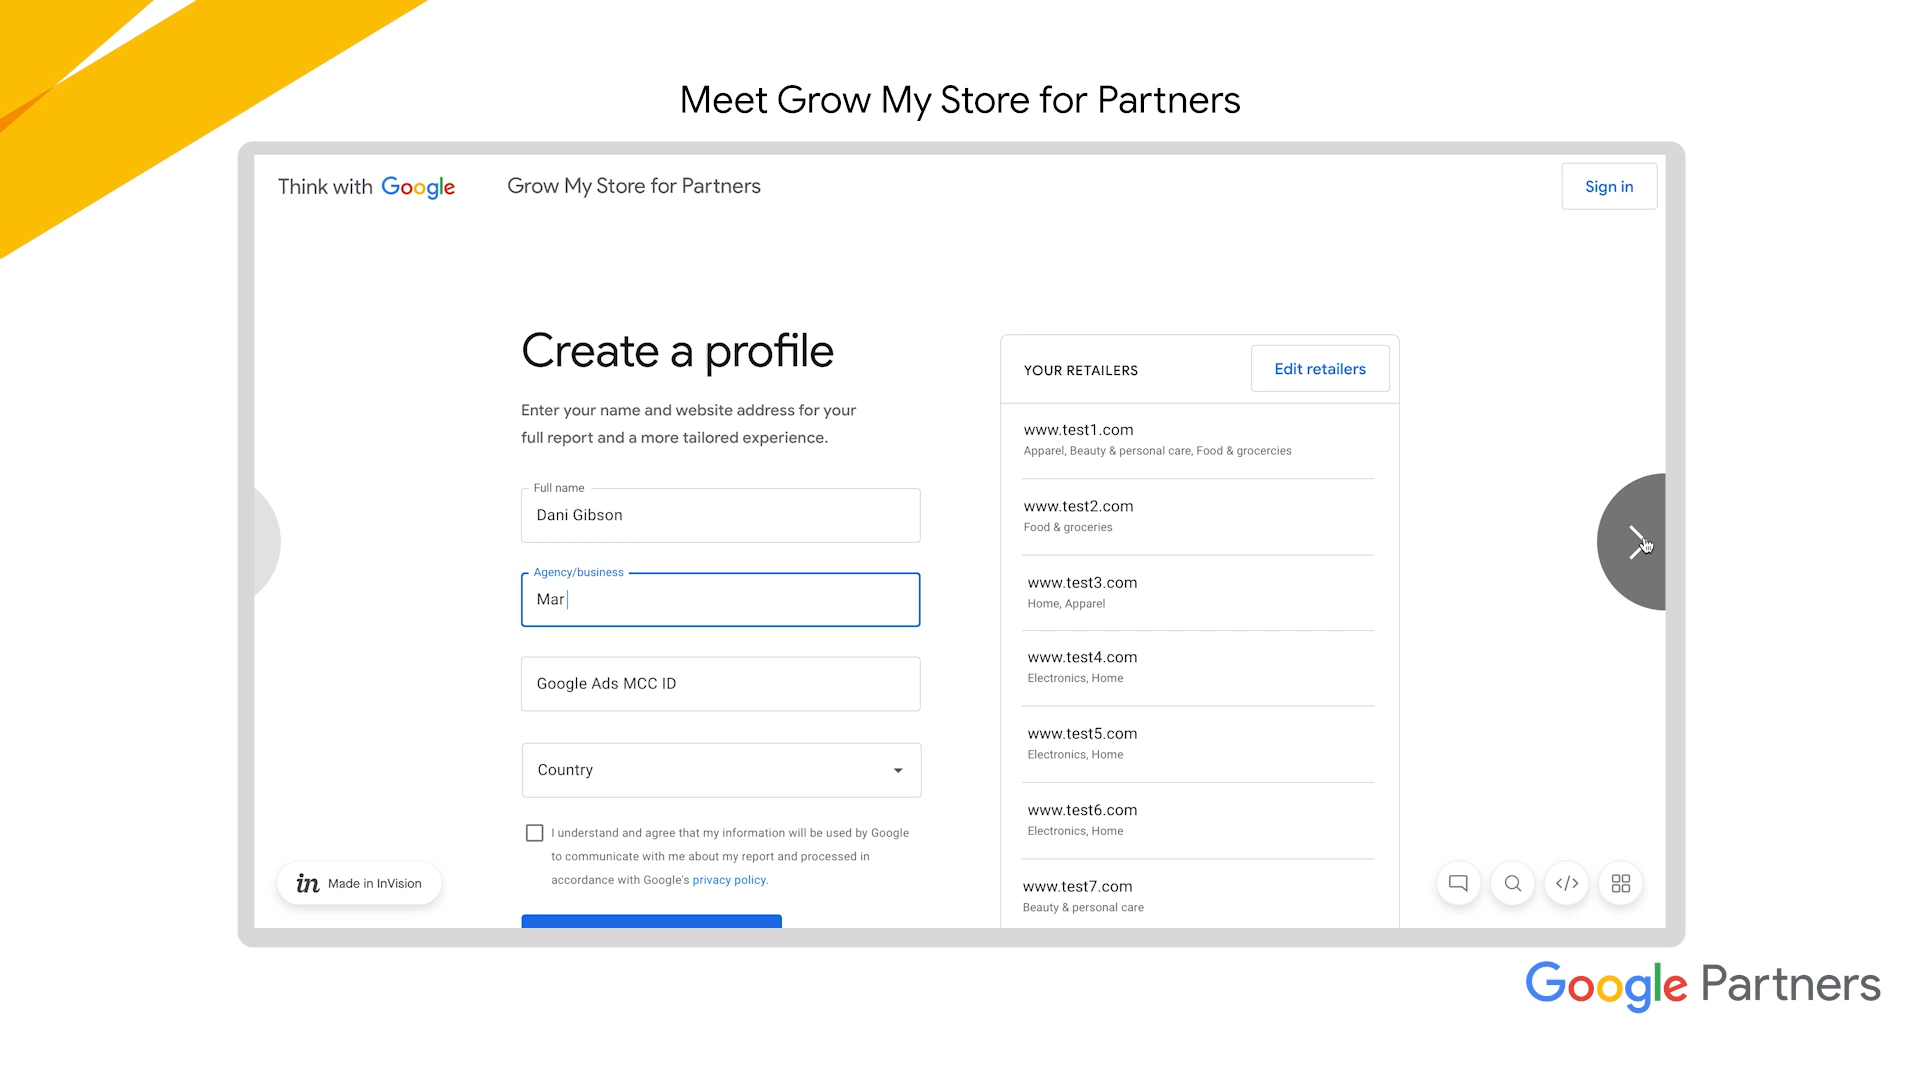 Meet Grow My Store for Partners
Think with Google
Grow My Store for Partners
Sign in
Create a profile
Enter your name and website address for your
full report and a more tailored experience.
Full name
Dani Gibson
Agency/business
Mar
Google Ads MCC ID
Country
I understand and agree that my information will be used by Google
to communicate with me about my report and processed in
accordance with Google's privacy policy.
YOUR RETAILERS
Edit retailers
www.test1.com
Apparel, Beauty & personal care, Food & grocercies
www.test2.com
Food & groceries
www.test3.com
Home, Apparel
www.test4.com
Electronics, Home
www.test5.com
Electronics, Home
www.test6.com
Electronics, Home
www.test7.com
Beauty & personal care
in Made in InVision
</>
Google Partners